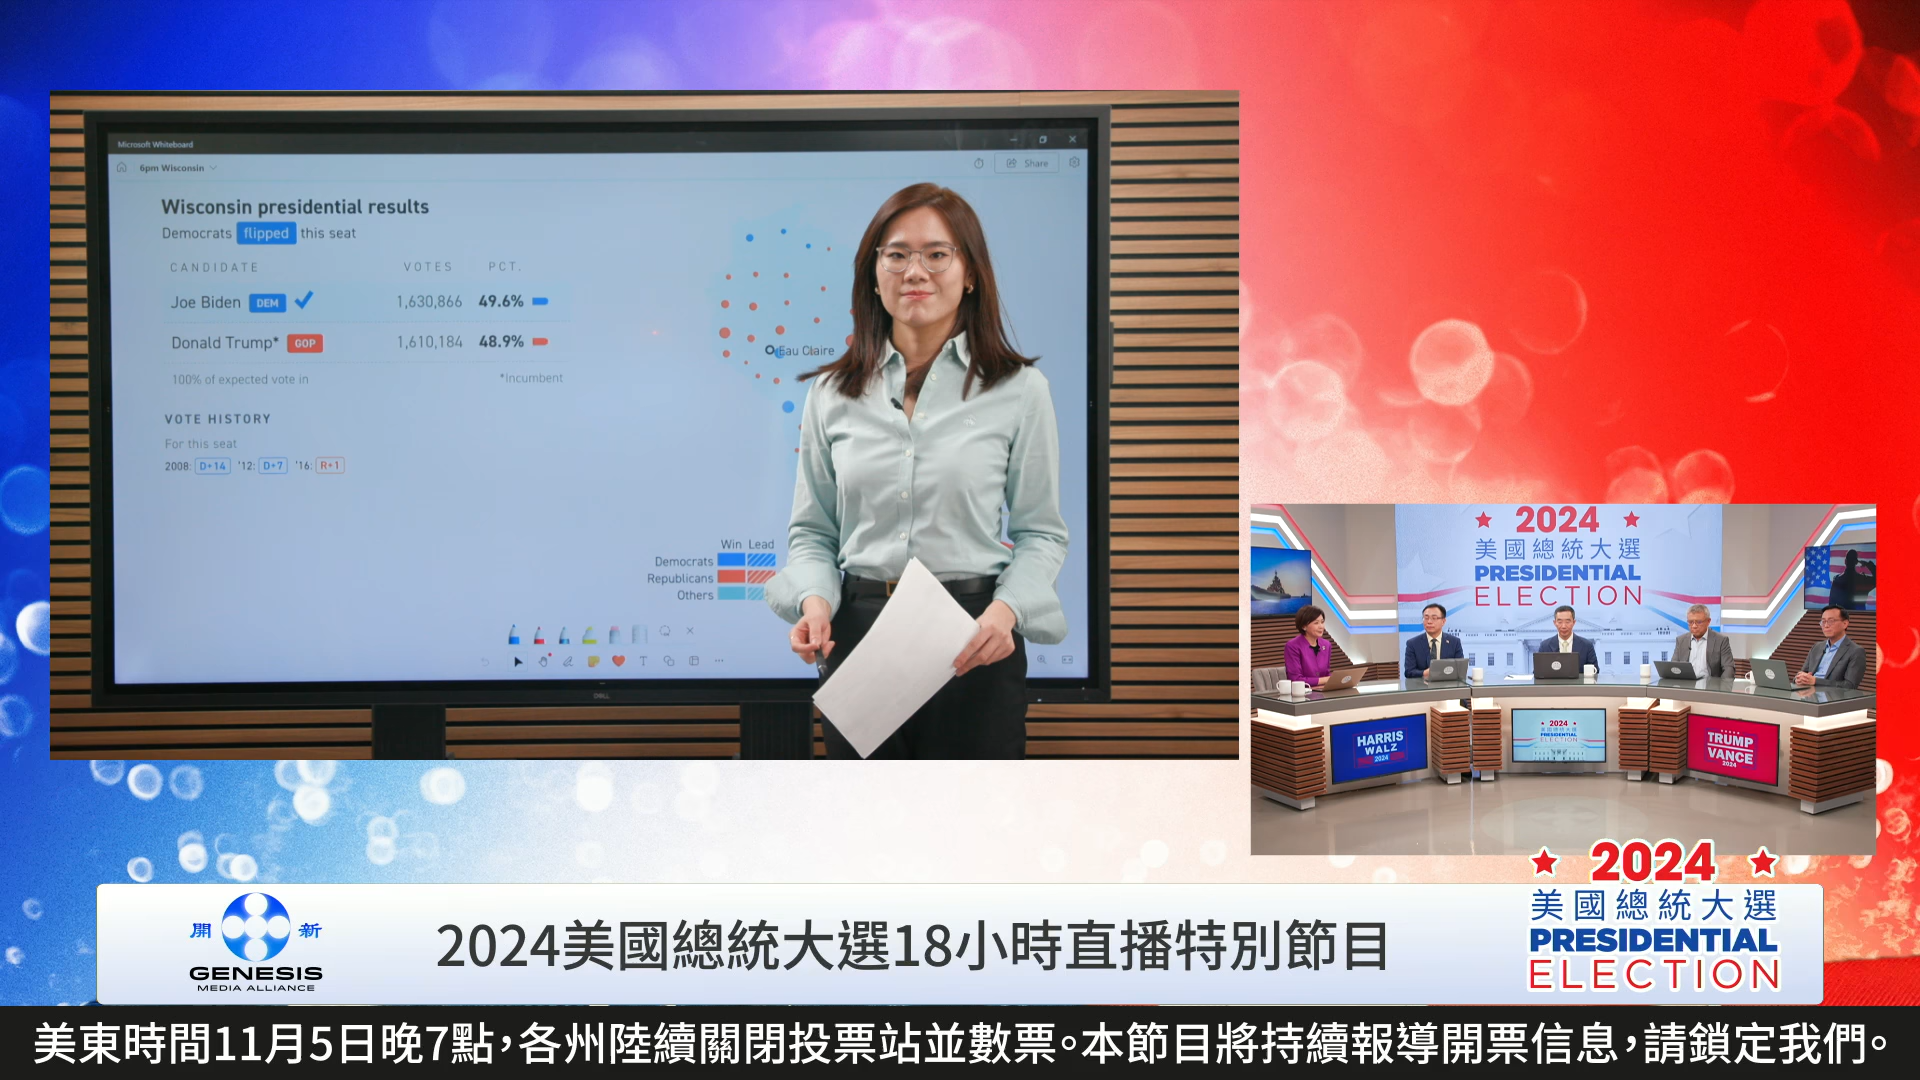 Microsoft Whiteboard
6pm Wisconsin
Share
Wisconsin presidential results
Democrats flipped this seat
CANDIDATE VOTES PCT.
Joe Biden DEM 1,630,866 49.6%
Donald Trump* GOP 1,610,184 48.9%
100% of expected vote in *Incumbent
VOTE HISTORY
For this seat
2008: D+14 '12: D+7 '16: R+1
Eau Claire
Win Lead
Democrats
Republicans
Others
DELL
2024
美國總統大選
PRESIDENTIAL
ELECTION
HARRIS
WALZ
2024
2024
PRESIDENTIAL
ELECTION
TRUMP
VANCE
2024
開 新
GENESIS
MEDIA ALLIANCE
2024美國總統大選18小時直播特別節目
2024
美國總統大選
PRESIDENTIAL
ELECTION
美東時間11月5日晚7點，各州陸續關閉投票站並數票。本節目將持續報導開票信息，請鎖定我們。